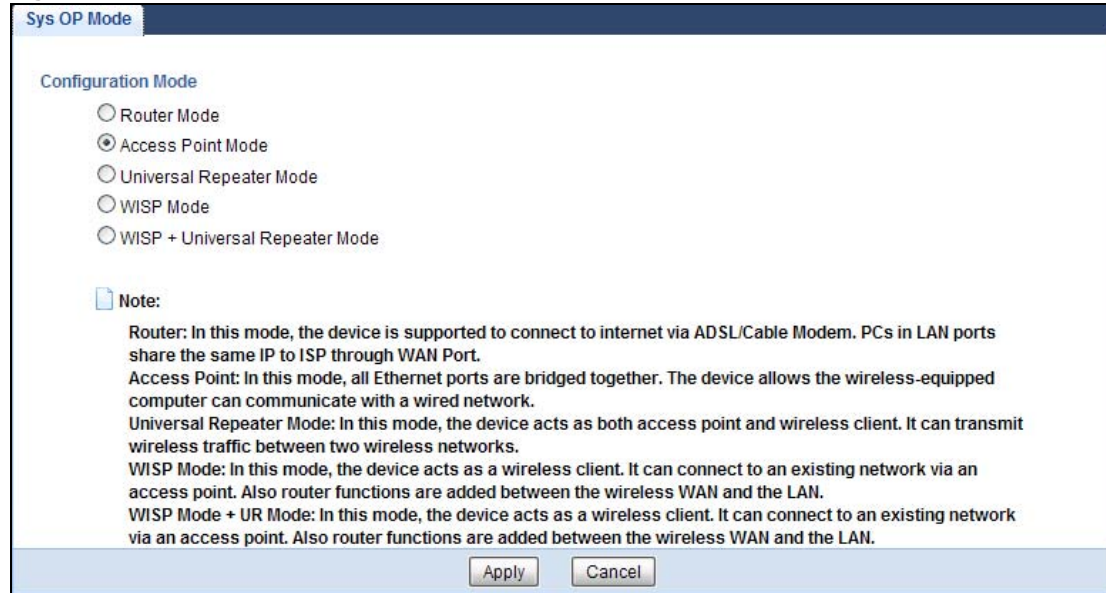 Sys OP Mode
Configuration Mode
Router Mode
Access Point Mode
Universal Repeater Mode
WISP Mode
WISP + Universal Repeater Mode
Note:
Router: In this mode, the device is supported to connect to internet via ADSL/Cable Modem. PCs in LAN ports
share the same IP to ISP through WAN Port.
Access Point: In this mode, all Ethernet ports are bridged together. The device allows the wireless-equipped
computer can communicate with a wired network.
Universal Repeater Mode: In this mode, the device acts as both access point and wireless client. It can transmit
wireless traffic between two wireless networks.
WISP Mode: In this mode, the device acts as a wireless client. It can connect to an existing network via an
access point. Also router functions are added between the wireless WAN and the LAN.
WISP Mode + UR Mode: In this mode, the device acts as a wireless client. It can connect to an existing network
via an access point. Also router functions are added between the wireless WAN and the LAN.
Apply Cancel